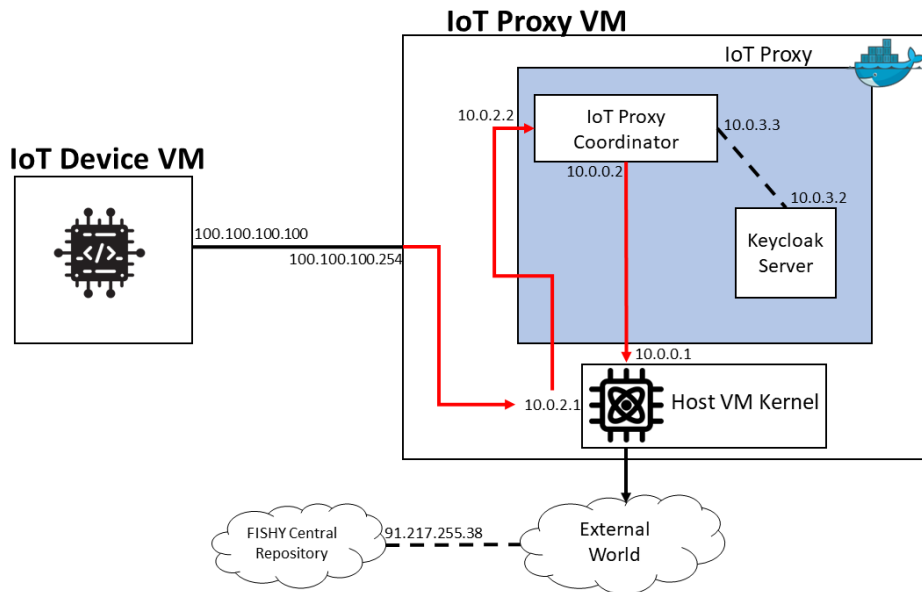 IoT Proxy VM
IoT Proxy
10.0.2.2
IoT Proxy
Coordinator
10.0.3.3
10.0.0.2
IoT Device VM
10.0.3.2
100.100.100.100
100.100.100.254
Keycloak
Server
</>
10.0.0.1
10.0.2.1
Host VM Kernel
FISHY Central
Repository
91.217.255.38
External
World